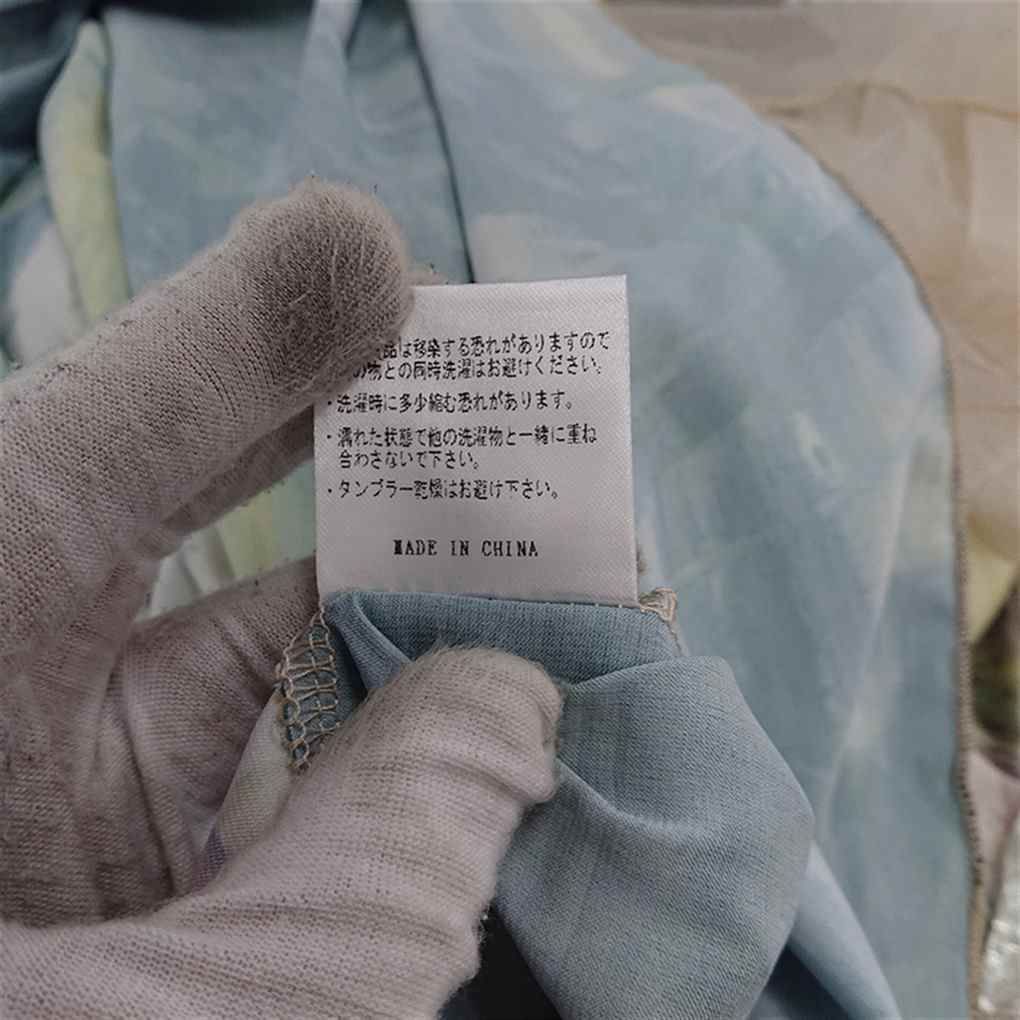 品は移染する恐れがありますので
の物との同時洗濯はお避けください。
・洗濯時に多少縮む恐れがあります。
・濡れた状態で他の洗濯物と一緒に重ね
合わさないで下さい。
・タンブラー乾燥はお避け下さい。
MADE IN CHINA